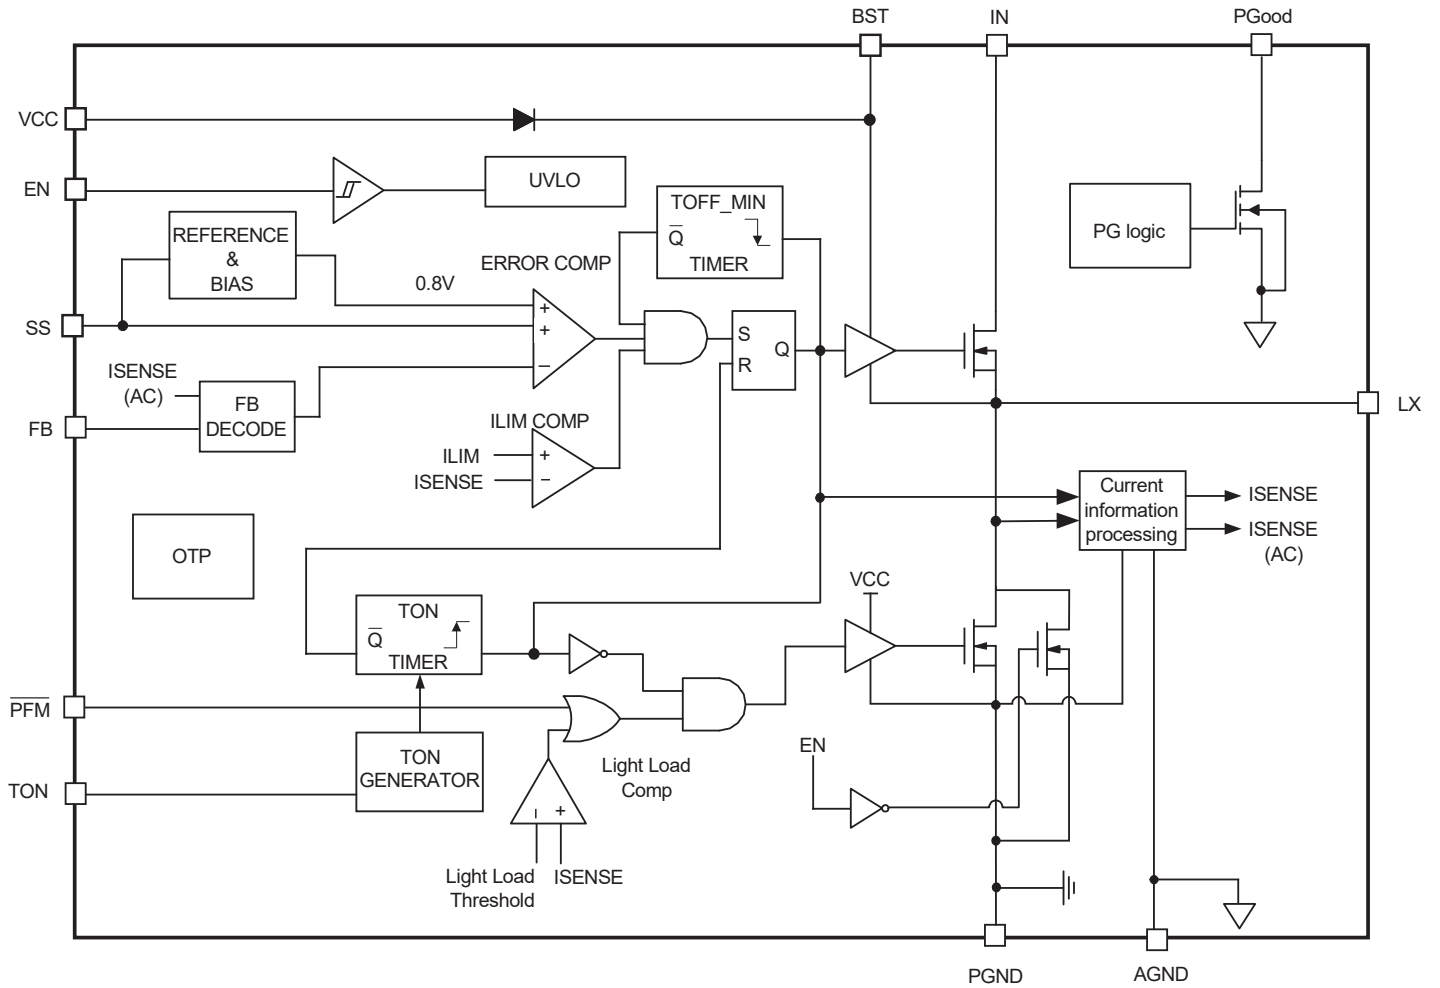 BST
IN
PGood
VCC
EN
UVLO
TOFF_MIN
Q̅
TIMER
REFERENCE
&
BIAS
ERROR COMP
0.8V
PG logic
SS
+
+
−
S
R
Q
ISENSE
(AC)
FB
DECODE
FB
LX
ILIM COMP
ILIM
ISENSE
+
−
Current
information
processing
ISENSE
ISENSE
(AC)
OTP
VCC
TON
Q̅
TIMER
P̅F̅M̅
TON
GENERATOR
TON
Light Load
Comp
EN
− +
Light Load
Threshold
ISENSE
PGND
AGND